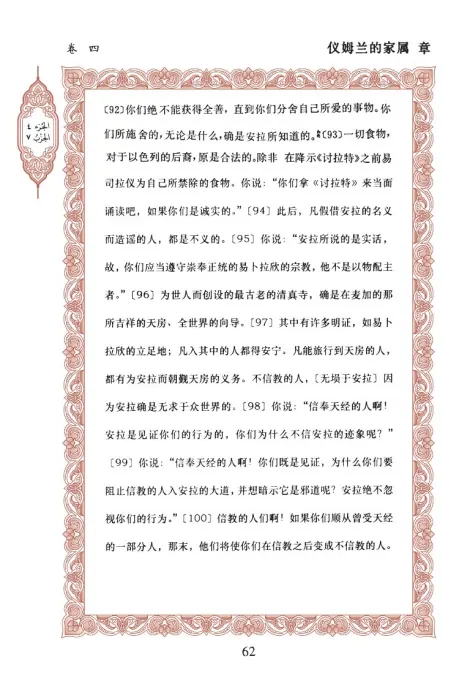 卷 四
仪姆兰的家属 章
الجزء ٤
الحزب ٧
〔92〕你们绝不能获得全善，直到你们分舍自己所爱的事物。你
们所施舍的，无论是什么，确是安拉所知道的。〔93〕一切食物，
对于以色列的后裔，原是合法的。除非 在降示《讨拉特》之前易
司拉仪为自己所禁除的食物。你说：“你们拿《讨拉特》来当面
诵读吧，如果你们是诚实的。”［94］此后，凡假借安拉的名义
而造谣的人，都是不义的。［95］你说：“安拉所说的是实话，
故，你们应当遵守崇奉正统的易卜拉欣的宗教，他不是以物配主
者。”［96］为世人而创设的最古老的清真寺，确是在麦加的那
所吉祥的天房、全世界的向导。［97］其中有许多明证，如易卜
拉欣的立足地；凡入其中的人都得安宁。凡能旅行到天房的人，
都有为安拉而朝觐天房的义务。不信教的人，［无埙于安拉］因
为安拉确是无求于众世界的。［98］你说：“信奉天经的人啊！
安拉是见证你们的行为的，你们为什么不信安拉的迹象呢？”
［99］你说：“信奉天经的人啊！你们既是见证，为什么你们要
阻止信教的人入安拉的大道，并想暗示它是邪道呢？安拉绝不忽
视你们的行为。”［100］信教的人们啊！如果你们顺从曾受天经
的一部分人，那末，他们将使你们在信教之后变成不信教的人。
62